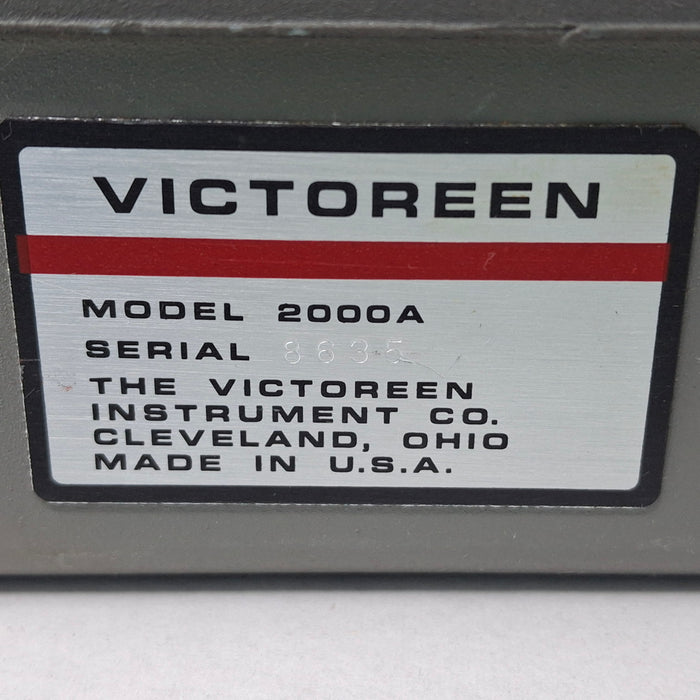 VICTOREEN
MODEL 2000A
SERIAL 8635
THE VICTOREEN
INSTRUMENT CO.
CLEVELAND, OHIO
MADE IN U.S.A.